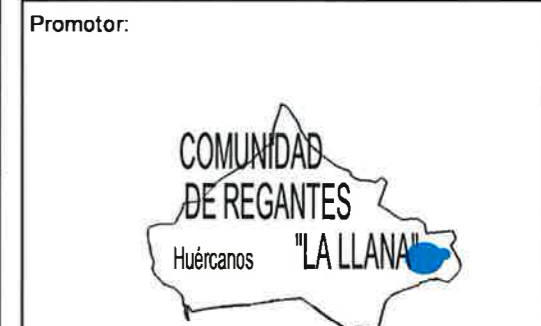 Promotor:
COMUNIDAD
DE REGANTES
Huércanos "LA LLANA"